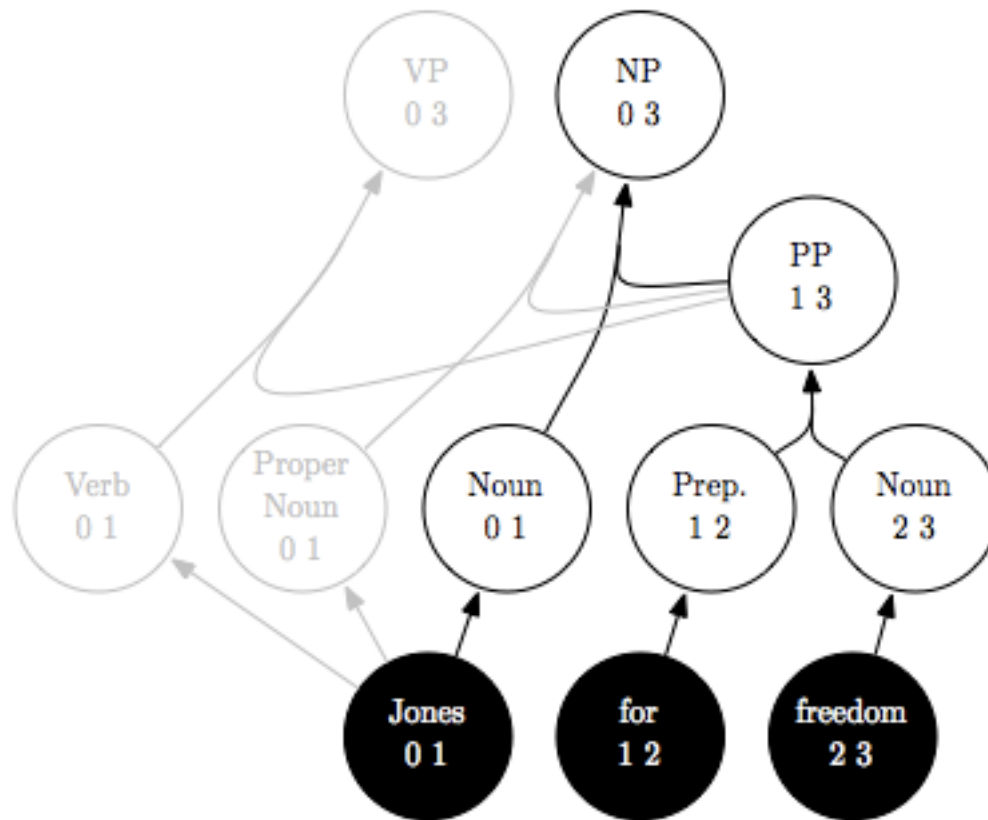 VP
0 3
NP
0 3
PP
1 3
Verb
0 1
Proper
Noun
0 1
Noun
0 1
Prep.
1 2
Noun
2 3
Jones
0 1
for
1 2
freedom
2 3